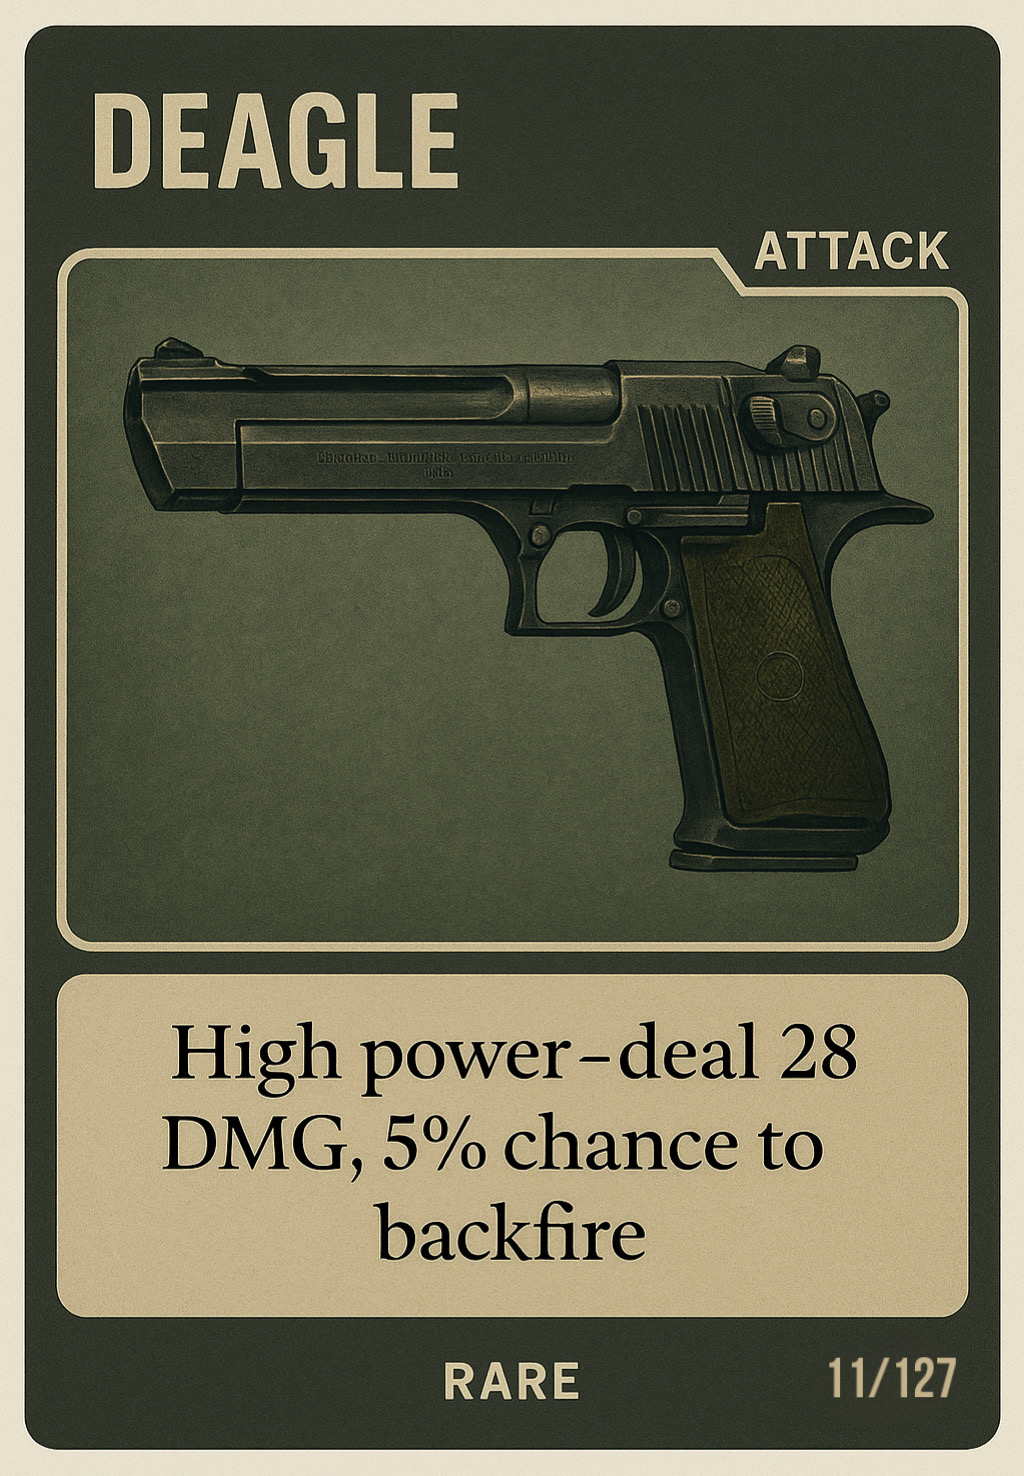 DEAGLE
ATTACK
High power–deal 28
DMG, 5% chance to
backfire
RARE
11/127